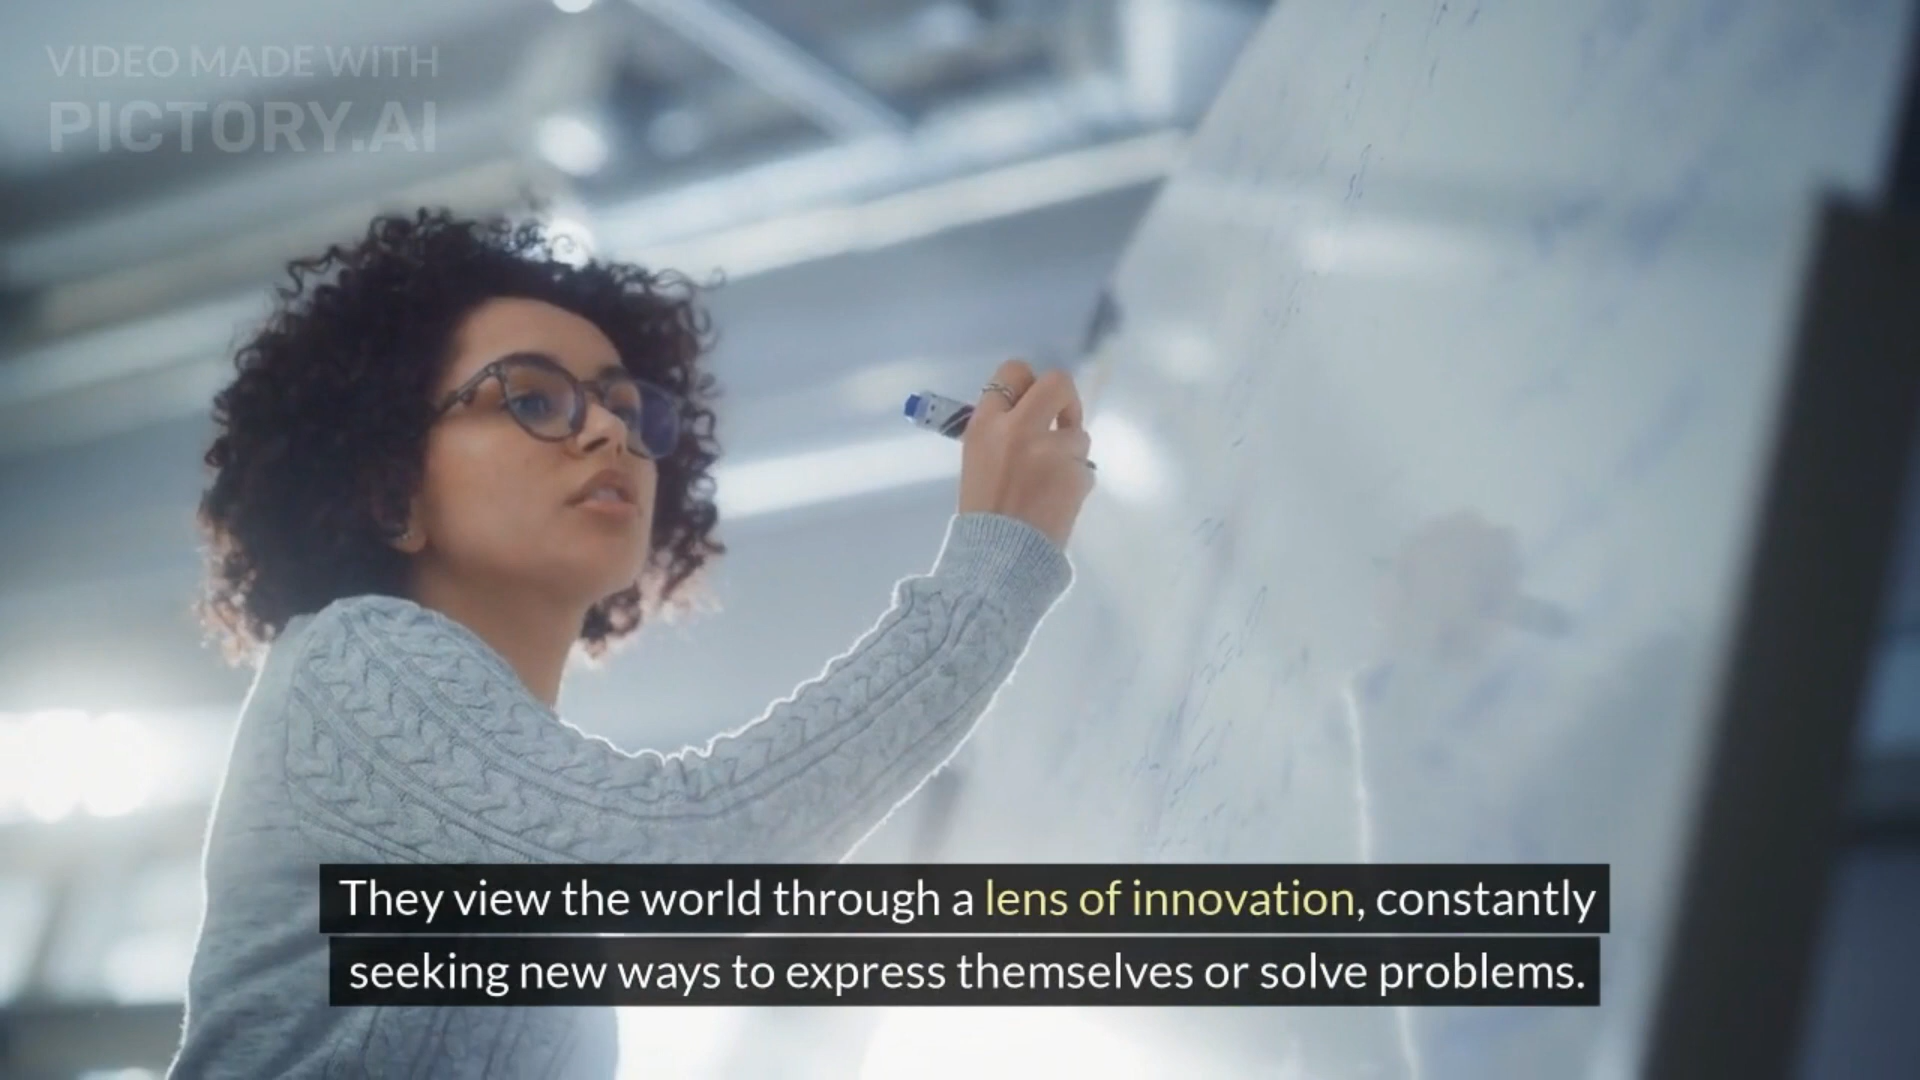 VIDEO MADE WITH
PICTORY.AI
They view the world through a lens of innovation, constantly
seeking new ways to express themselves or solve problems.